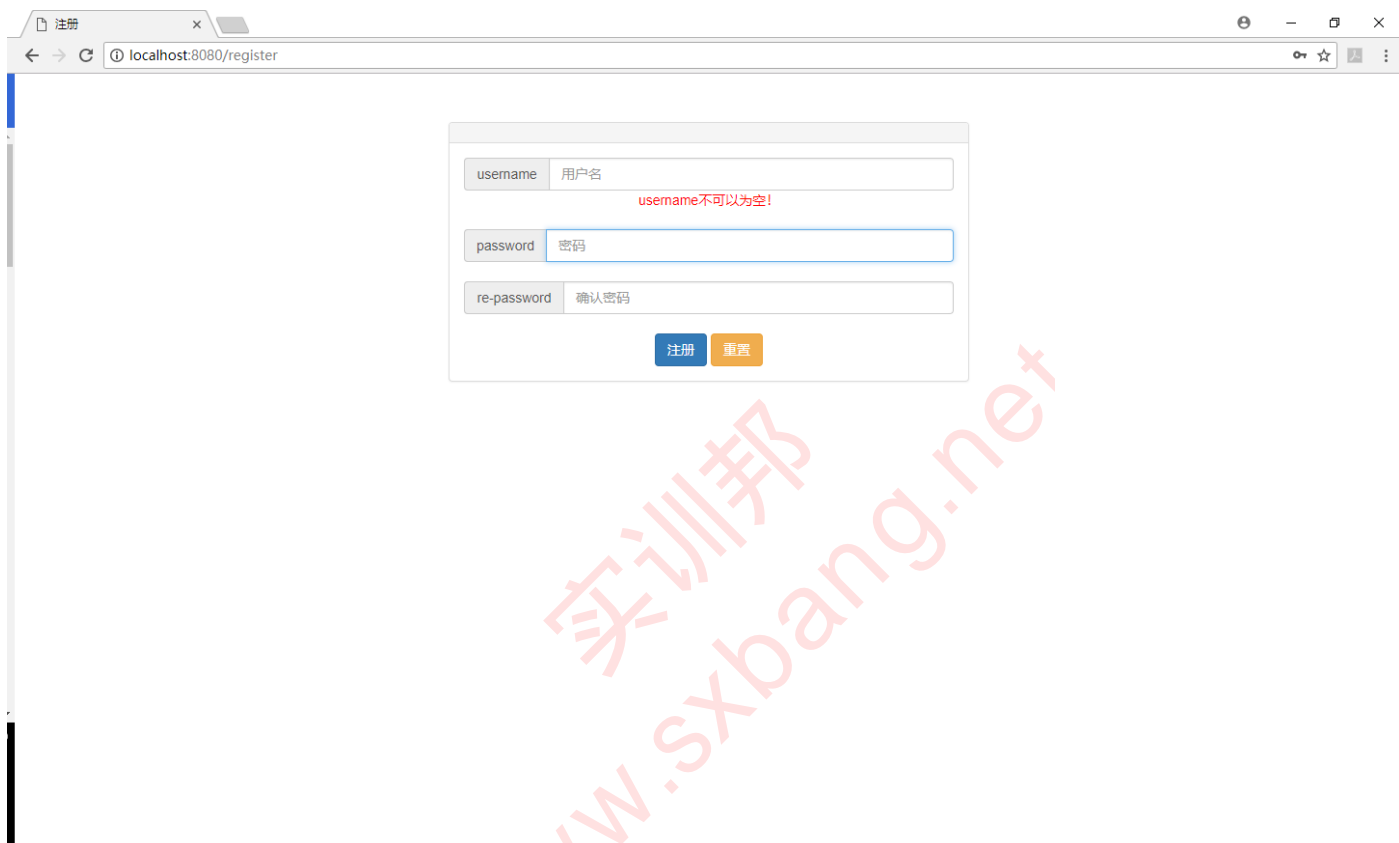 注册
localhost:8080/register
username 用户名
username不可以为空!
password 密码
re-password 确认密码
注册 重置
实训邦
w.sxbang.net